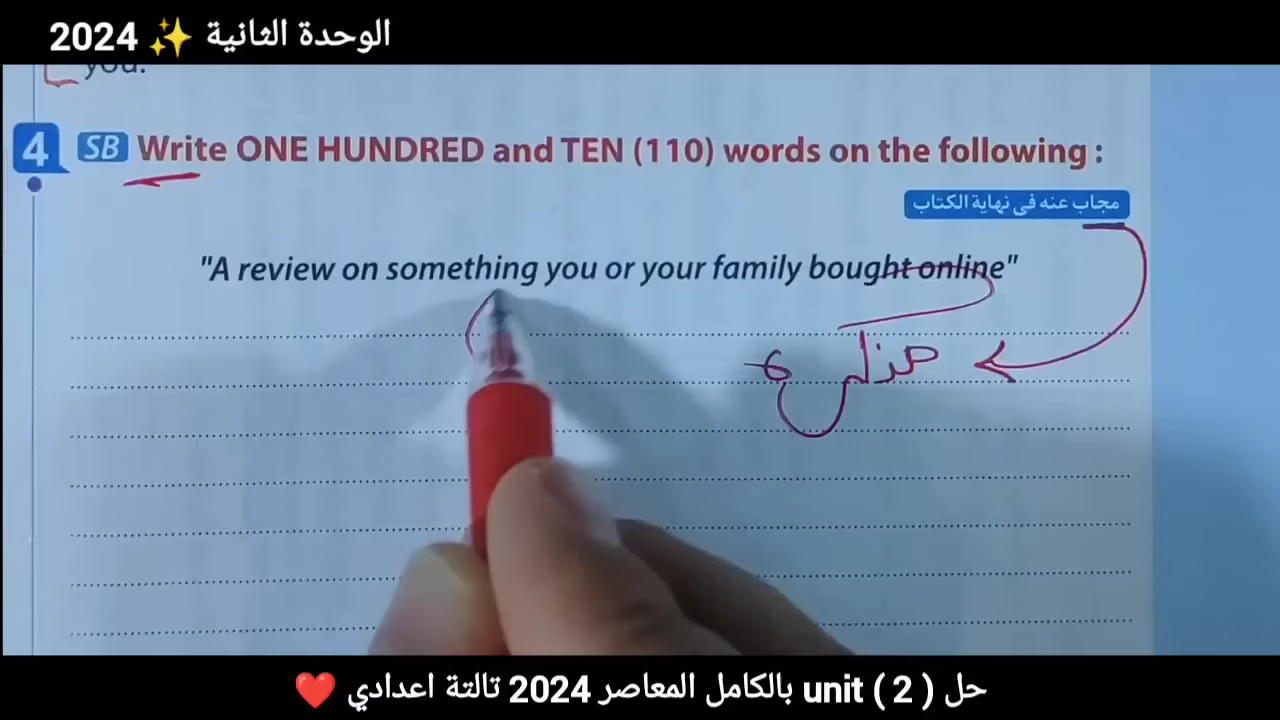 الوحدة الثانية ✨ 2024
you.
4 SB Write ONE HUNDRED and TEN (110) words on the following :
مجاب عنه فى نهاية الكتاب
"A review on something you or your family bought online"
حل unit ( 2 ) بالكامل المعاصر 2024 تالتة اعدادي ❤️